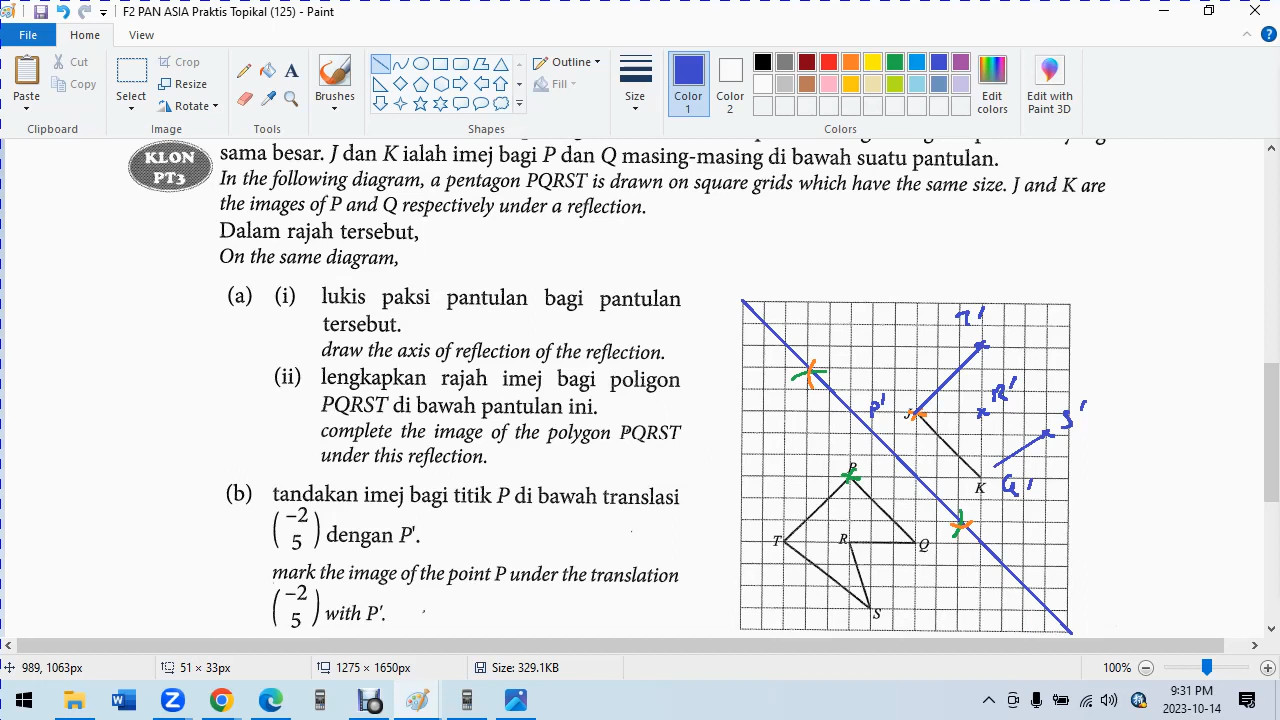 F2 PAN ASIA Praktis Topikal (125) - Paint
File Home View
Paste
Cut
Copy
Clipboard
Select
Crop
Resize
Rotate
Image
Tools
Brushes
Shapes
Outline
Fill
Size
Color 1
Color 2
Edit colors
Edit with Paint 3D
Colors
KLON PT3
sama besar. J dan K ialah imej bagi P dan Q masing-masing di bawah suatu pantulan.
In the following diagram, a pentagon PQRST is drawn on square grids which have the same size. J and K are
the images of P and Q respectively under a reflection.
Dalam rajah tersebut,
On the same diagram,
(a) (i) lukis paksi pantulan bagi pantulan
tersebut.
draw the axis of reflection of the reflection.
(ii) lengkapkan rajah imej bagi poligon
PQRST di bawah pantulan ini.
complete the image of the polygon PQRST
under this reflection.
(b) tandakan imej bagi titik P di bawah translasi
(-2 5) dengan P'.
mark the image of the point P under the translation
(-2 5) with P'.
T'
R'
P'
J
S'
P
K
Q'
T
R
Q
S
989, 1063px
51 × 33px
1275 × 1650px
Size: 329.1KB
100%
9:31 PM
2023-10-14